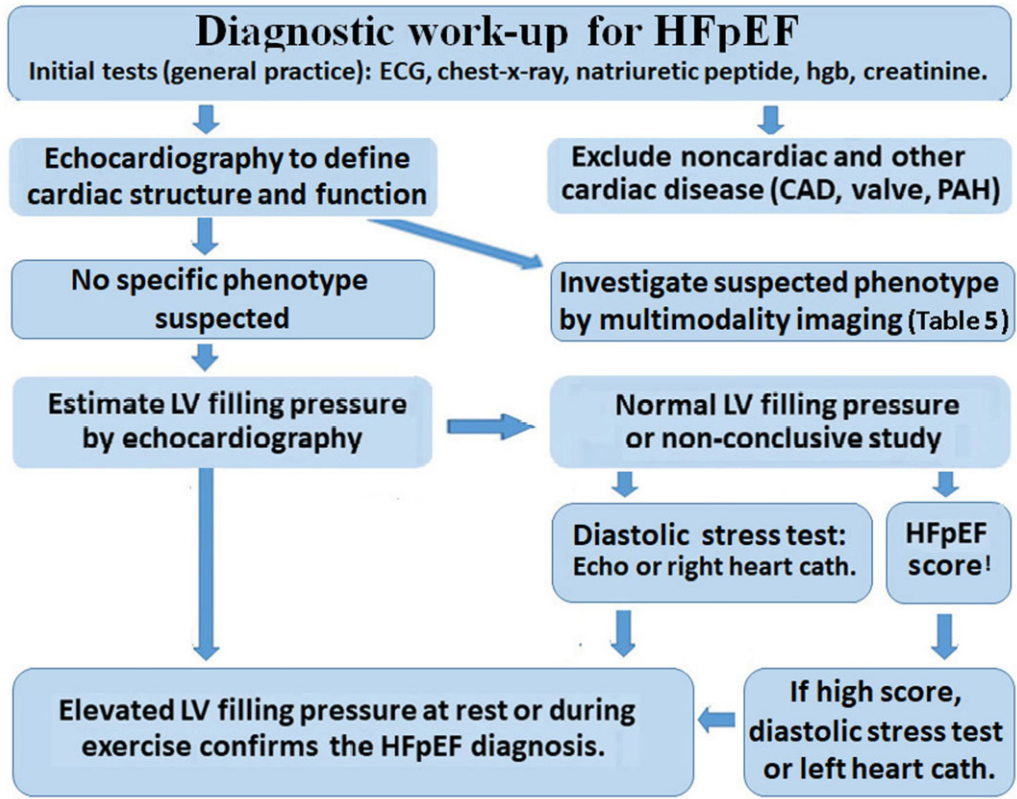 Diagnostic work-up for HFpEF
Initial tests (general practice): ECG, chest-x-ray, natriuretic peptide, hgb, creatinine.
Echocardiography to define
cardiac structure and function
Exclude noncardiac and other
cardiac disease (CAD, valve, PAH)
No specific phenotype
suspected
Investigate suspected phenotype
by multimodality imaging (Table 5)
Estimate LV filling pressure
by echocardiography
Normal LV filling pressure
or non-conclusive study
Diastolic stress test:
Echo or right heart cath.
HFpEF
score!
Elevated LV filling pressure at rest or during
exercise confirms the HFpEF diagnosis.
If high score,
diastolic stress test
or left heart cath.